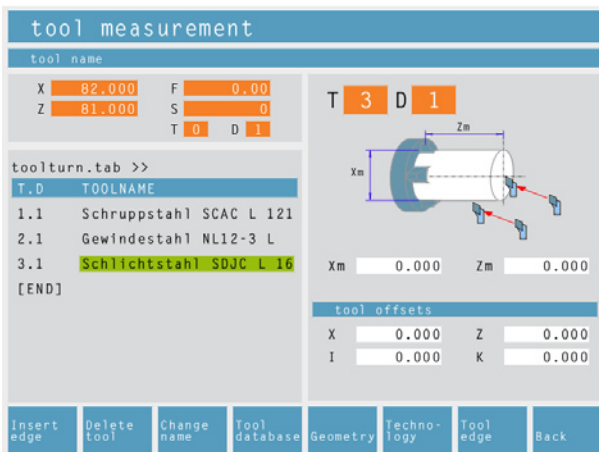 tool measurement
tool name
X 82.000 F 0.00
Z 81.000 S 0
T 0 D 1
toolturn.tab >>
T.D TOOLNAME
1.1 Schruppstahl SCAC L 121
2.1 Gewindestahl NL12-3 L
3.1 Schlichtstahl SDJC L 16
[END]
T 3 D 1
Zm
Xm
Xm 0.000 Zm 0.000
tool offsets
X 0.000 Z 0.000
I 0.000 K 0.000
Insert edge
Delete tool
Change name
Tool database
Geometry
Techno-logy
Tool edge
Back